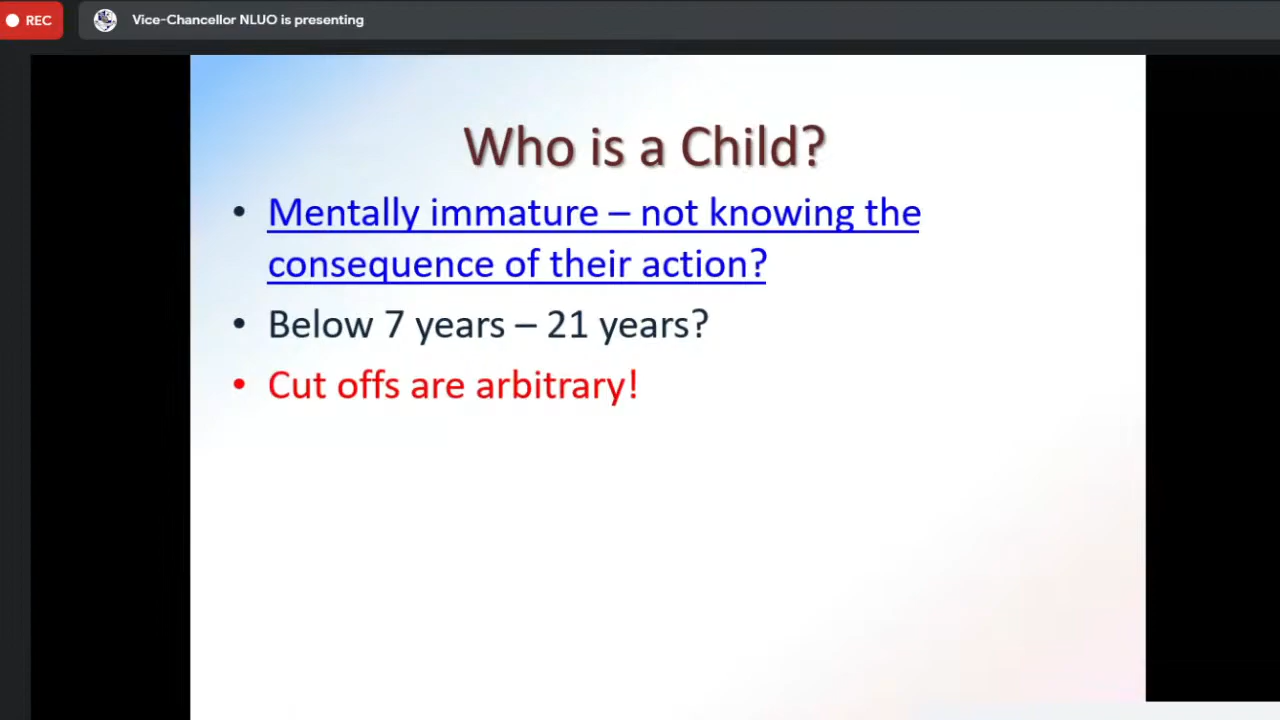 REC
Vice-Chancellor NLUO is presenting
Who is a Child?
• Mentally immature – not knowing the
consequence of their action?
• Below 7 years – 21 years?
• Cut offs are arbitrary!